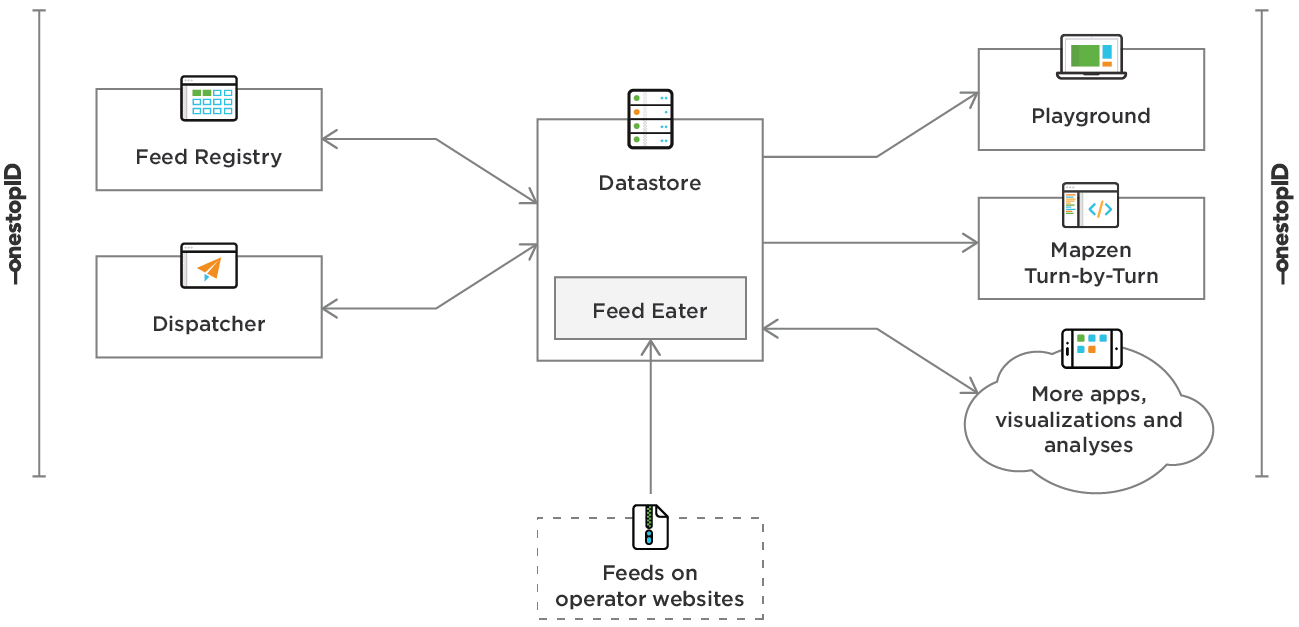 onestopID
Feed Registry
Dispatcher
Datastore
Feed Eater
Feeds on
operator websites
Playground
Mapzen
Turn-by-Turn
More apps,
visualizations and
analyses
onestopID